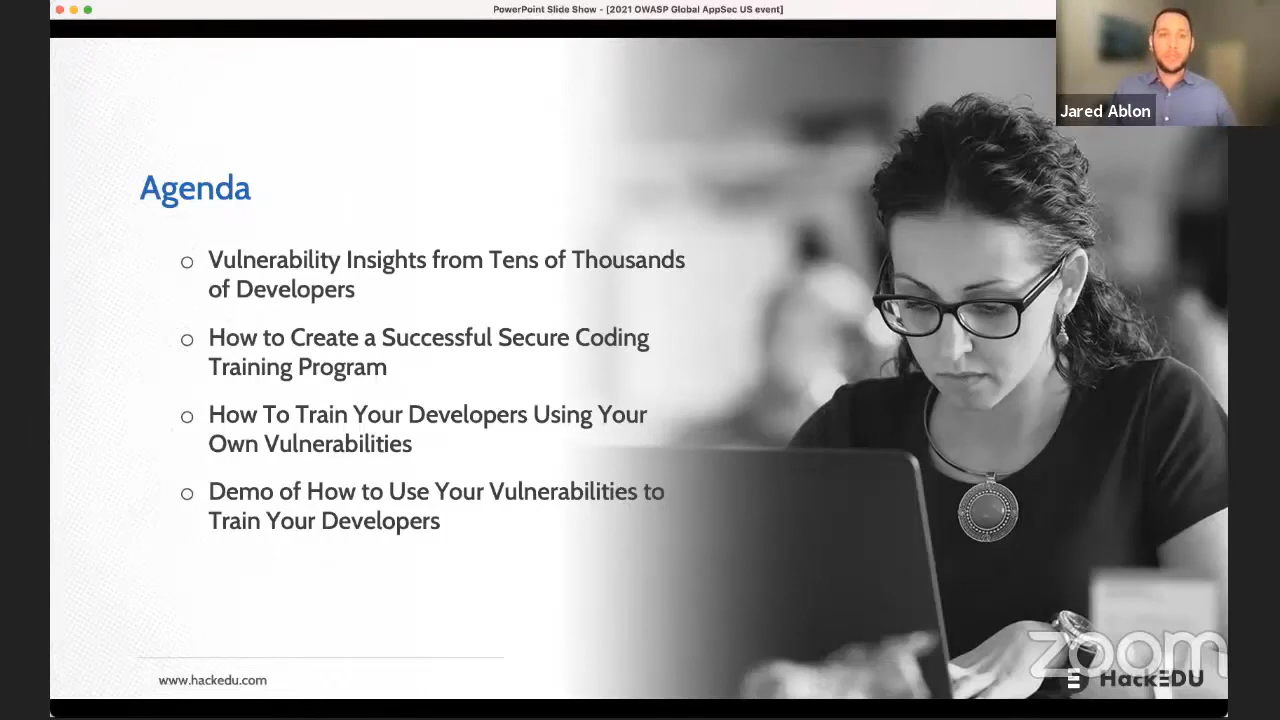 PowerPoint Slide Show - [2021 OWASP Global AppSec US event]
Jared Ablon
Agenda
○ Vulnerability Insights from Tens of Thousands
of Developers
○ How to Create a Successful Secure Coding
Training Program
○ How To Train Your Developers Using Your
Own Vulnerabilities
○ Demo of How to Use Your Vulnerabilities to
Train Your Developers
zoom
www.hackedu.com
HackEDU